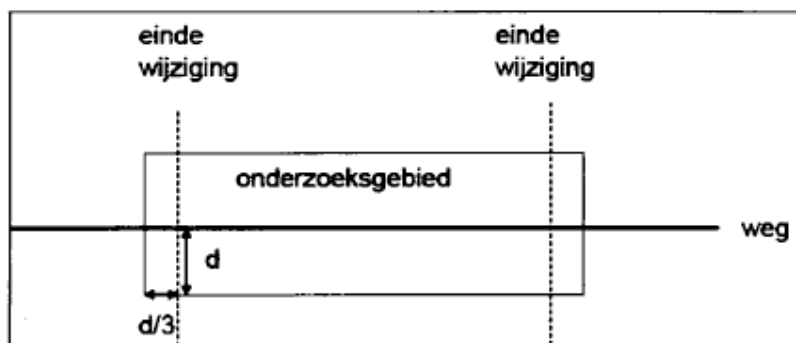 einde
wijziging
einde
wijziging
onderzoeksgebied
weg
d
d/3